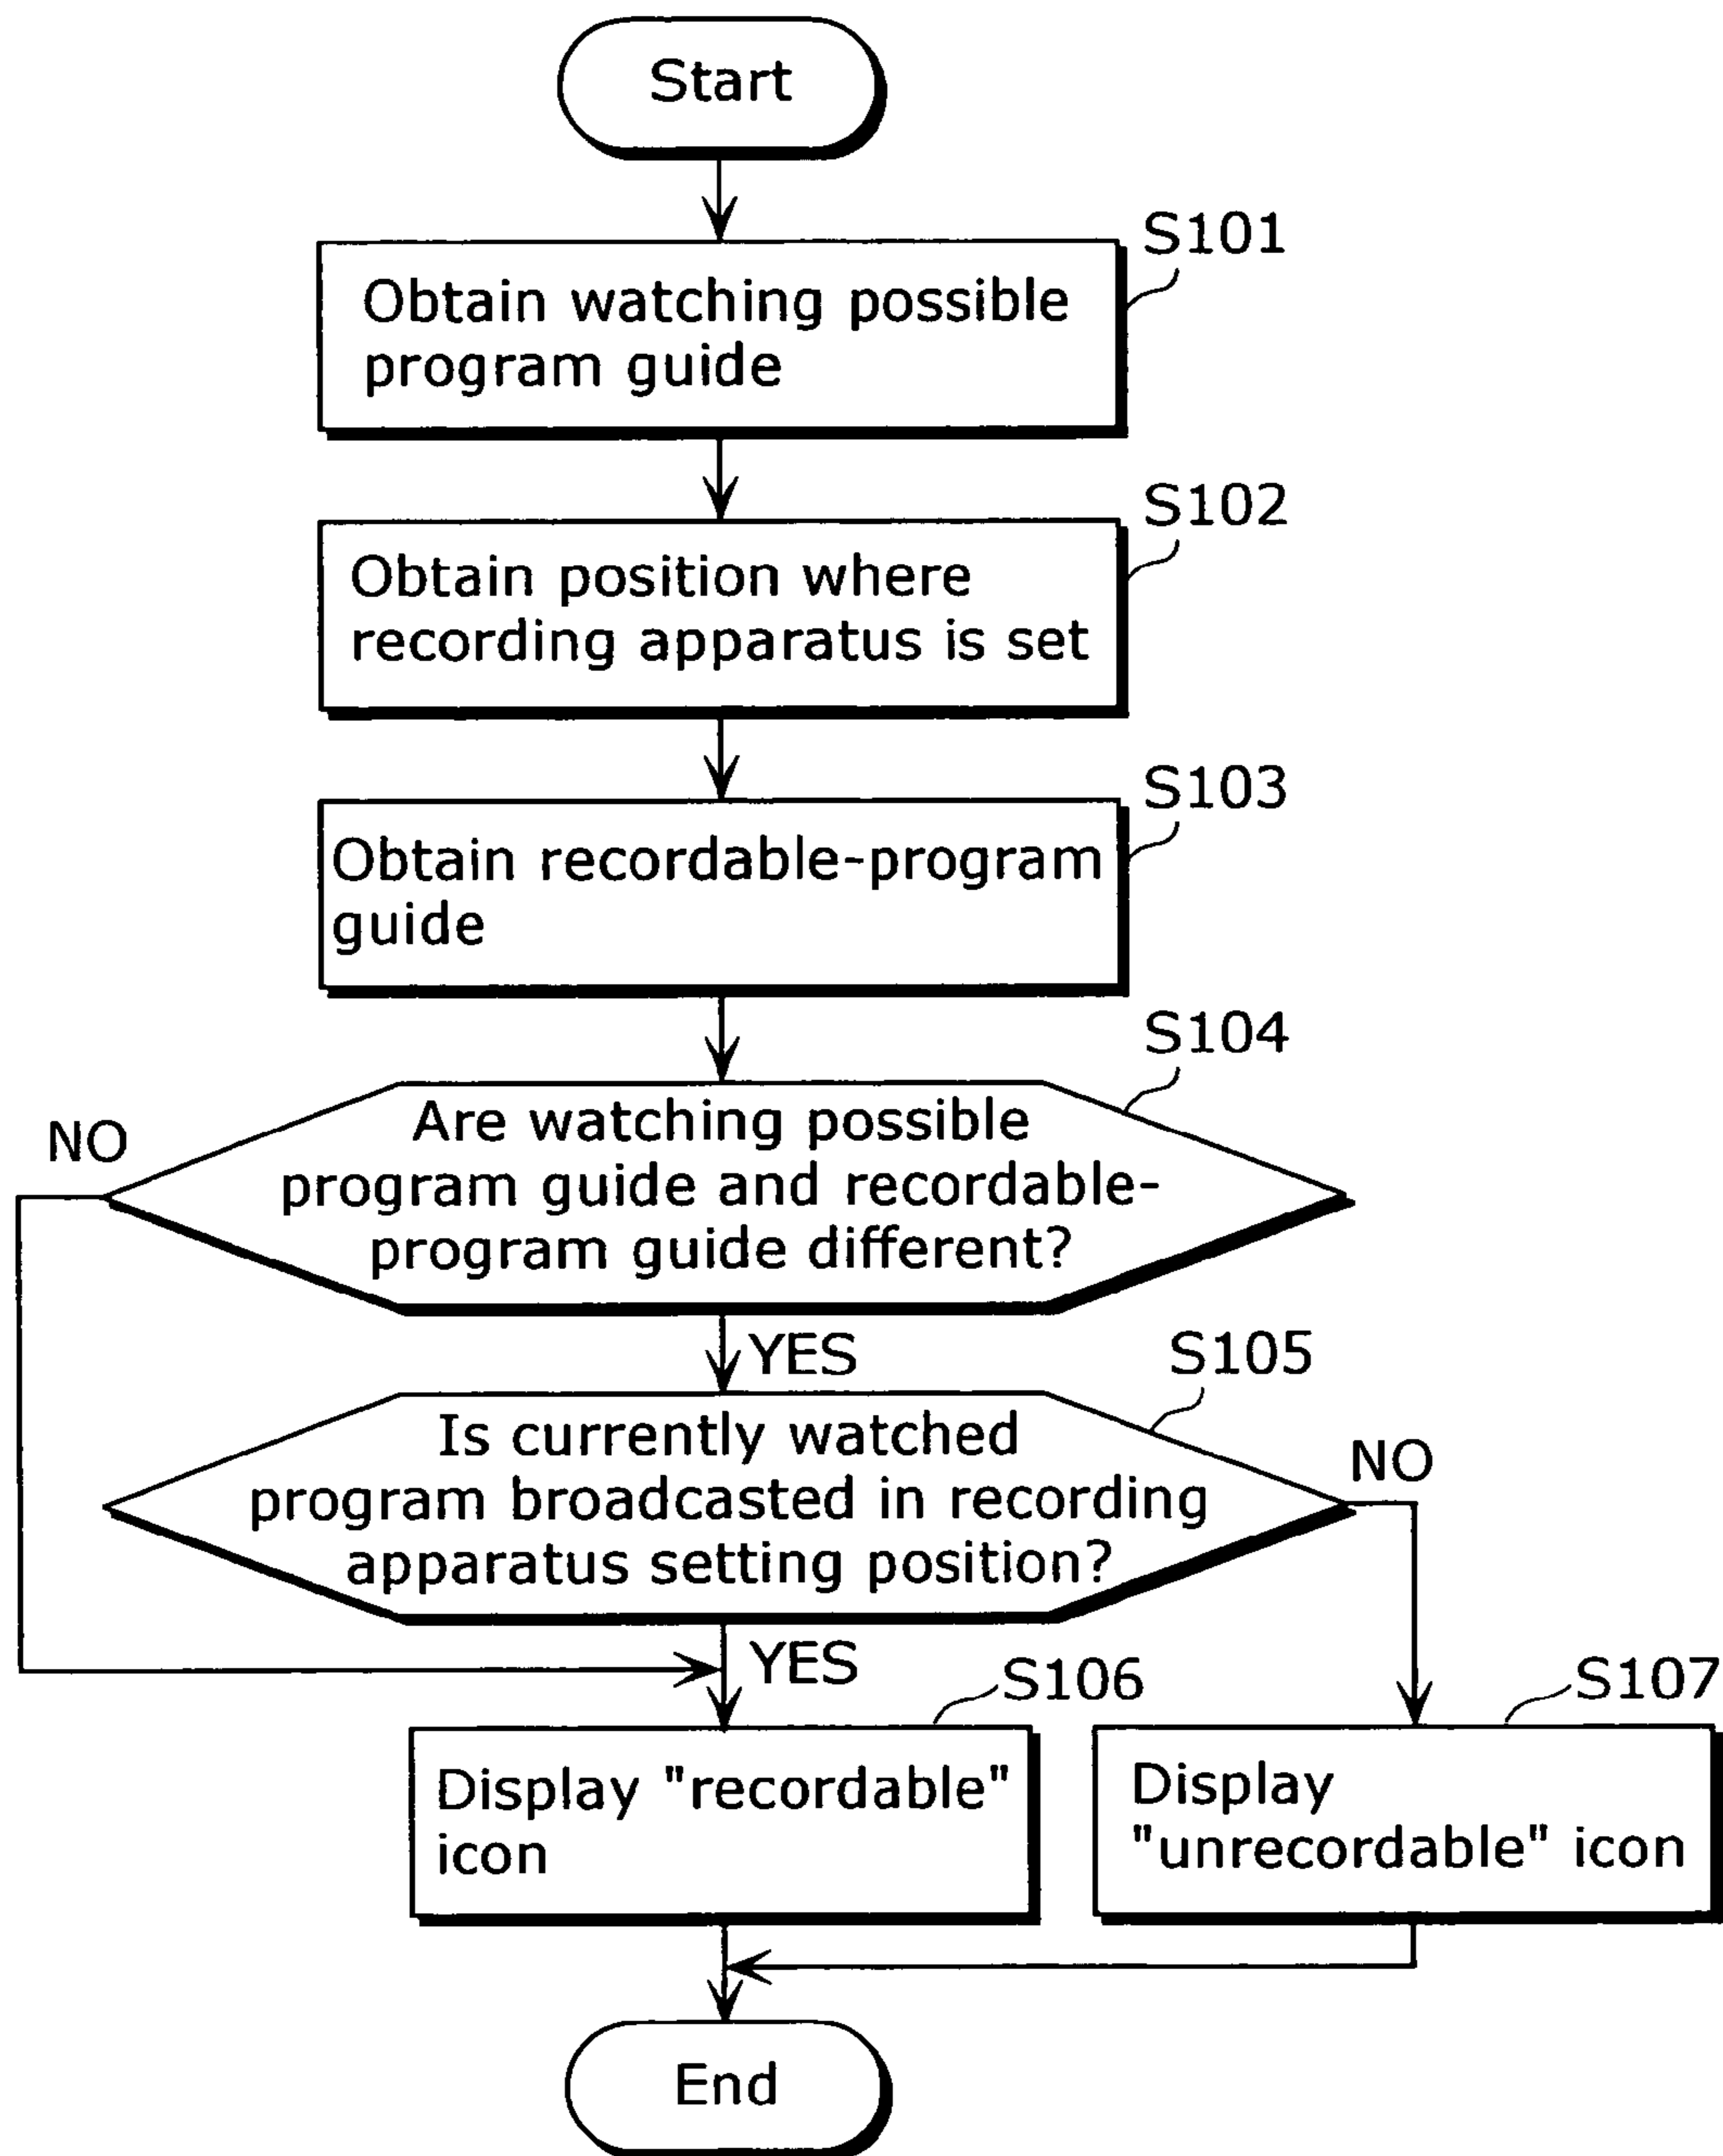 Start
S101
Obtain watching possible
program guide
S102
Obtain position where
recording apparatus is set
S103
Obtain recordable-program
guide
S104
NO
Are watching possible
program guide and recordable-
program guide different?
YES
S105
Is currently watched
program broadcasted in recording
apparatus setting position?
NO
YES
S106
Display "recordable"
icon
S107
Display
"unrecordable" icon
End